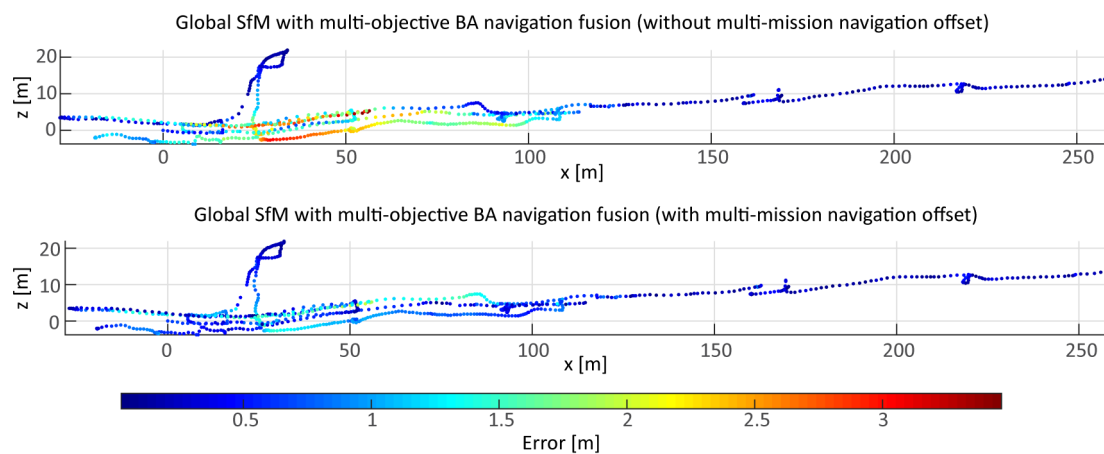 Global SfM with multi-objective BA navigation fusion (without multi-mission navigation offset)
z [m]
20
10
0
0 50 100 150 200 250
x [m]
Global SfM with multi-objective BA navigation fusion (with multi-mission navigation offset)
z [m]
20
10
0
0 50 100 150 200 250
x [m]
0.5 1 1.5 2 2.5 3
Error [m]